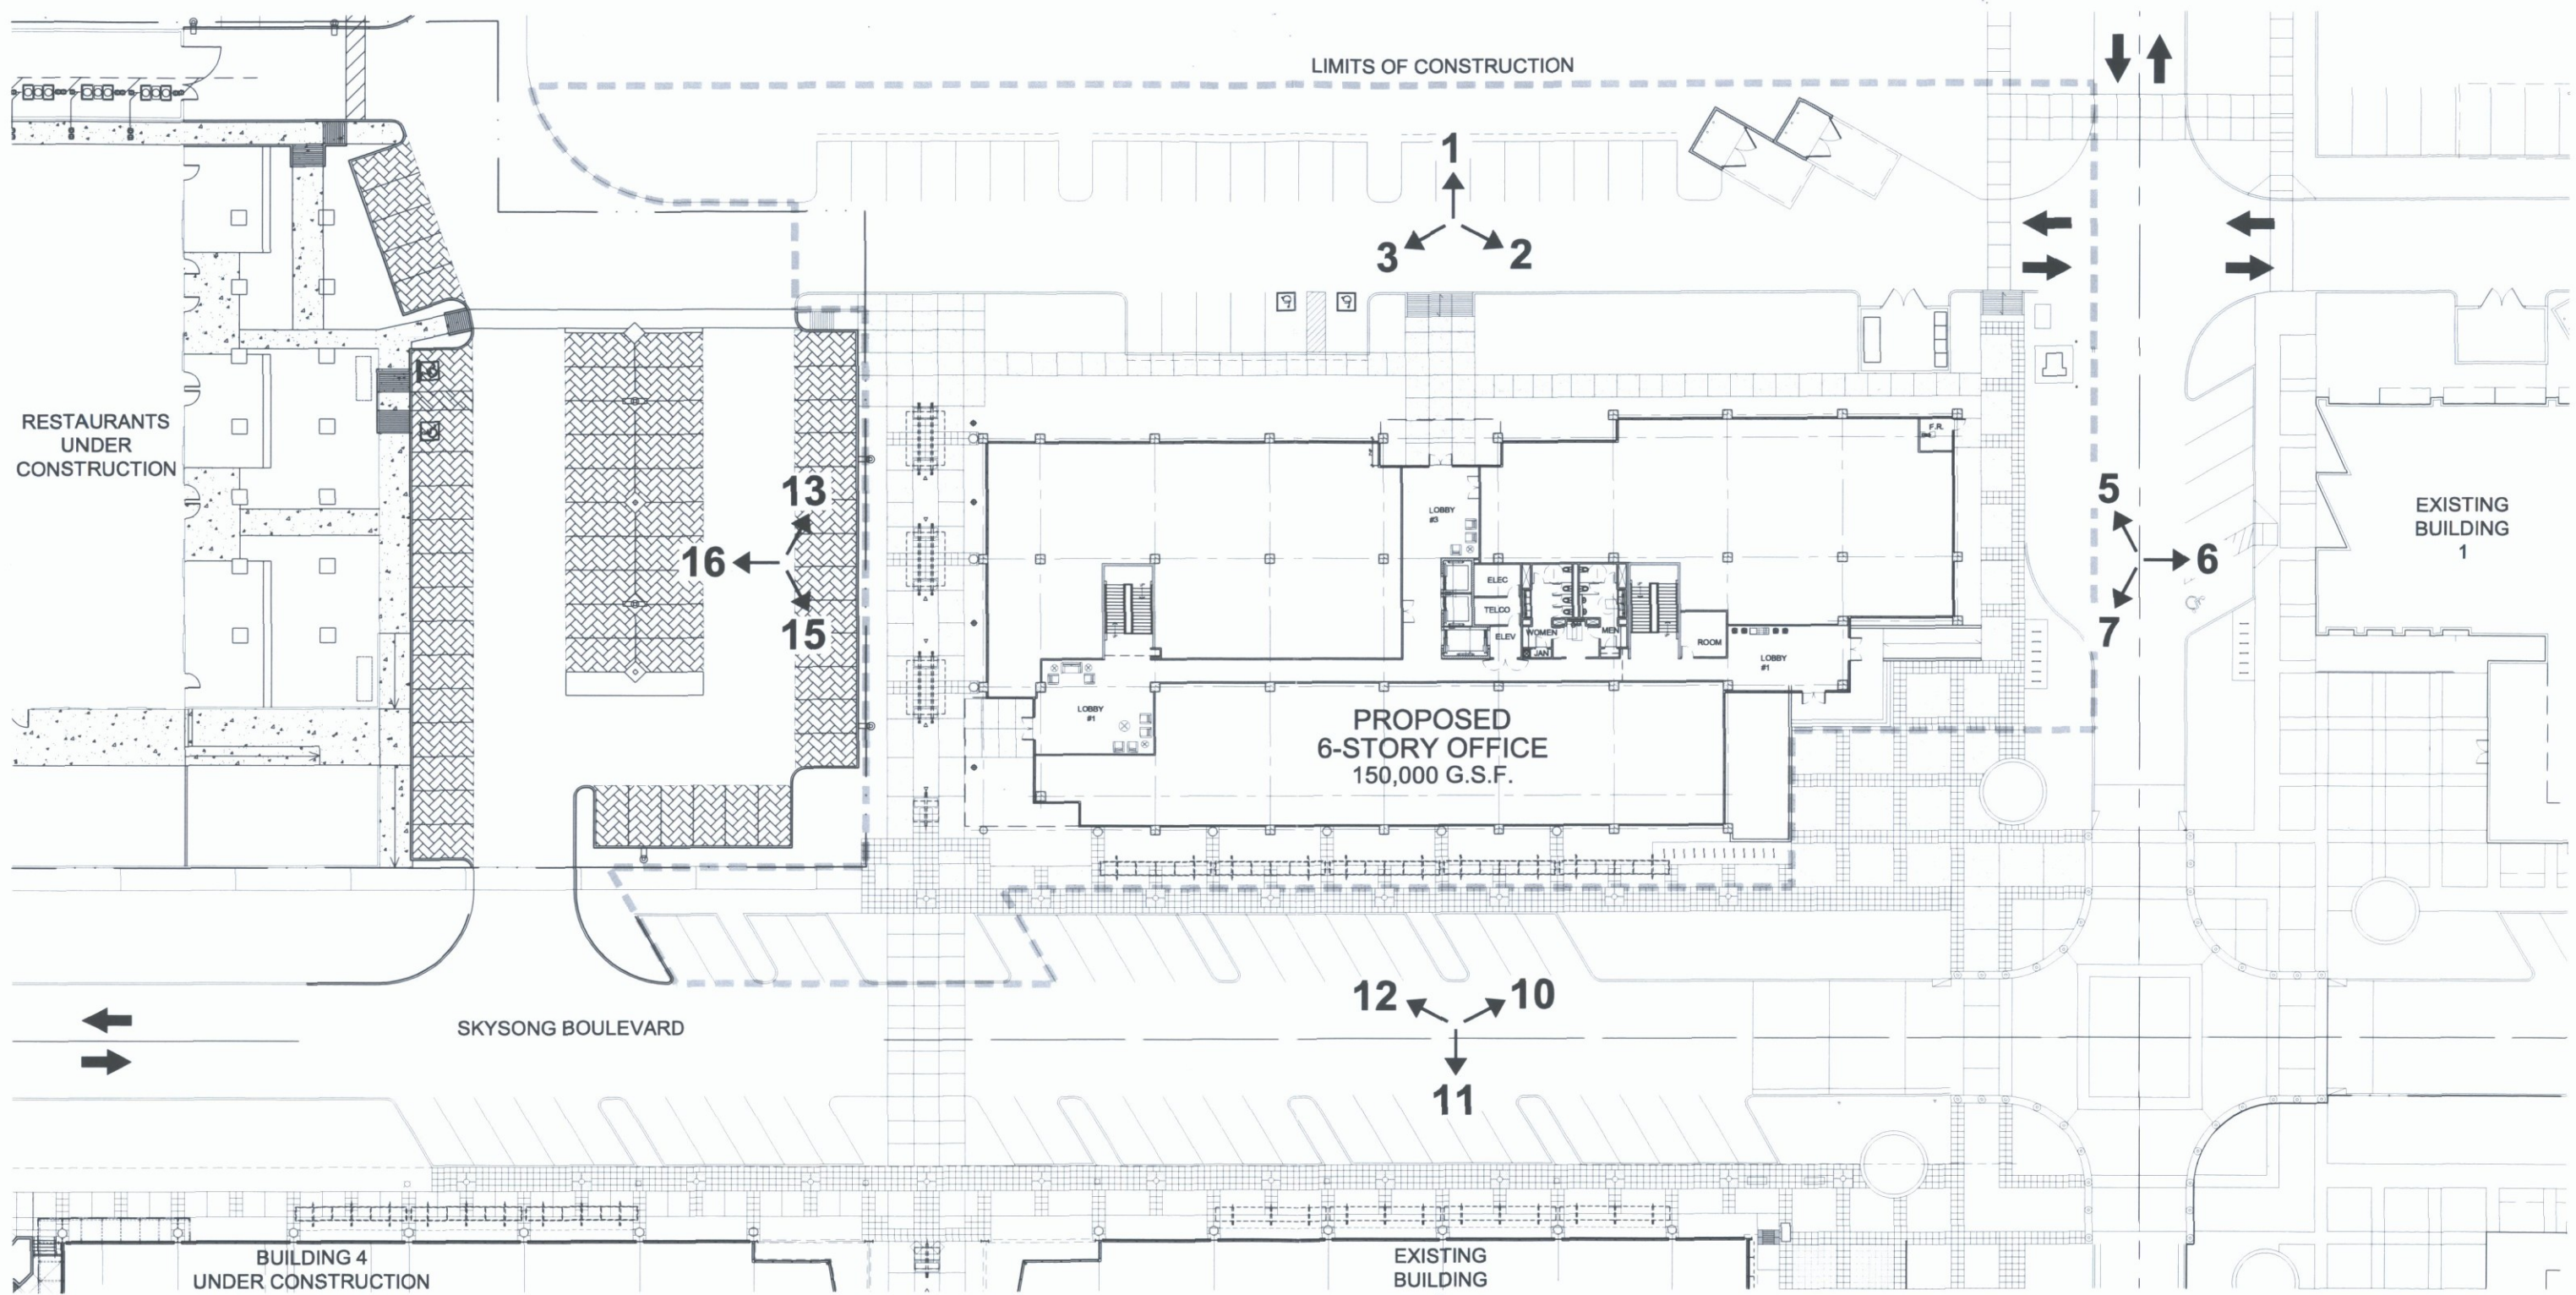 LIMITS OF CONSTRUCTION
1
3
2
RESTAURANTS
UNDER
CONSTRUCTION
13
16
15
F.R.
LOBBY
#3
ELEC
TELCO
ELEV
WOMEN
JAN
MEN
ROOM
LOBBY
#1
LOBBY
#1
PROPOSED
6-STORY OFFICE
150,000 G.S.F.
5
6
7
EXISTING
BUILDING
1
12
10
11
SKYSONG BOULEVARD
BUILDING 4
UNDER CONSTRUCTION
EXISTING
BUILDING